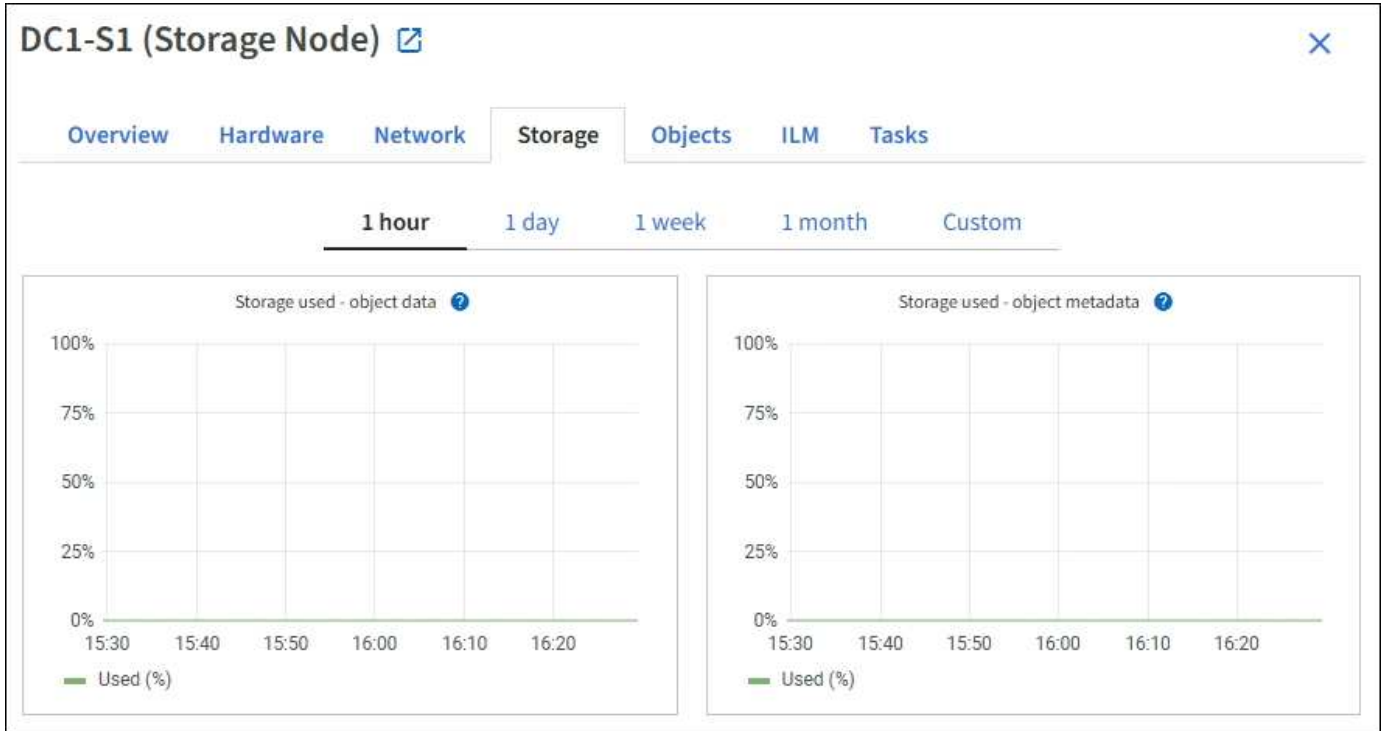 DC1-S1 (Storage Node)
Overview Hardware Network Storage Objects ILM Tasks
1 hour 1 day 1 week 1 month Custom
Storage used - object data ?
100%
75%
50%
25%
0%
15:30 15:40 15:50 16:00 16:10 16:20
Used (%)
Storage used - object metadata ?
100%
75%
50%
25%
0%
15:30 15:40 15:50 16:00 16:10 16:20
Used (%)